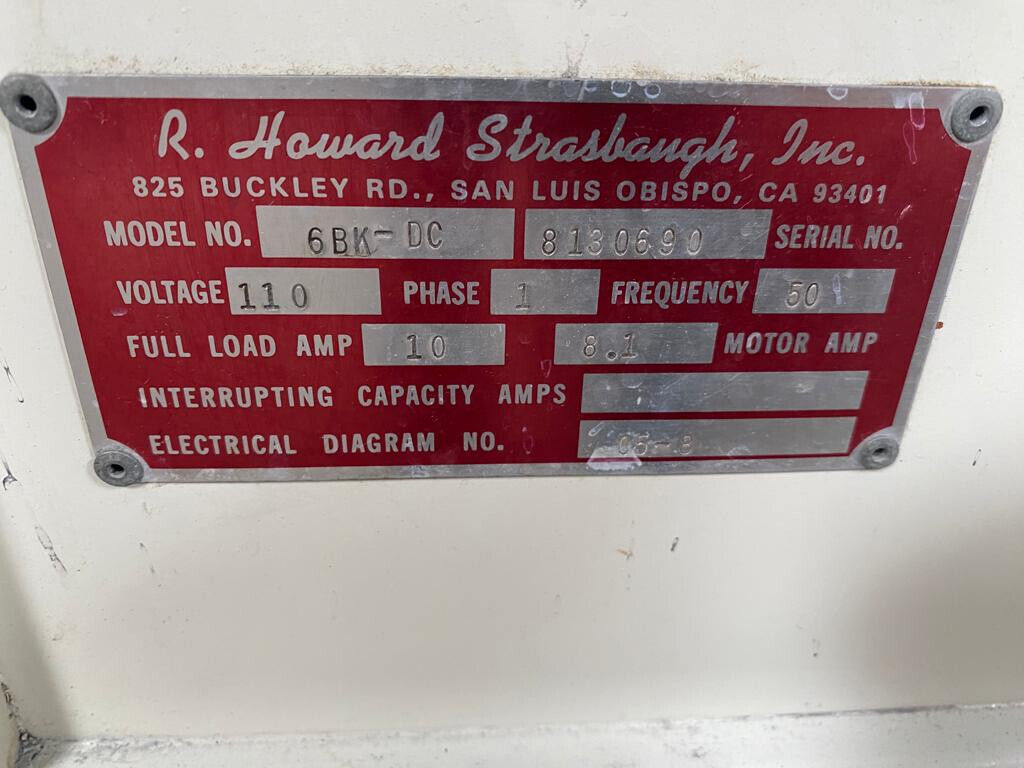 R. Howard Strasbaugh, Inc.
825 BUCKLEY RD., SAN LUIS OBISPO, CA 93401
MODEL NO. 6BK-DC 8130690 SERIAL NO.
VOLTAGE 110 PHASE 1 FREQUENCY 50
FULL LOAD AMP 10 8.1 MOTOR AMP
INTERRUPTING CAPACITY AMPS
ELECTRICAL DIAGRAM NO. 05-8